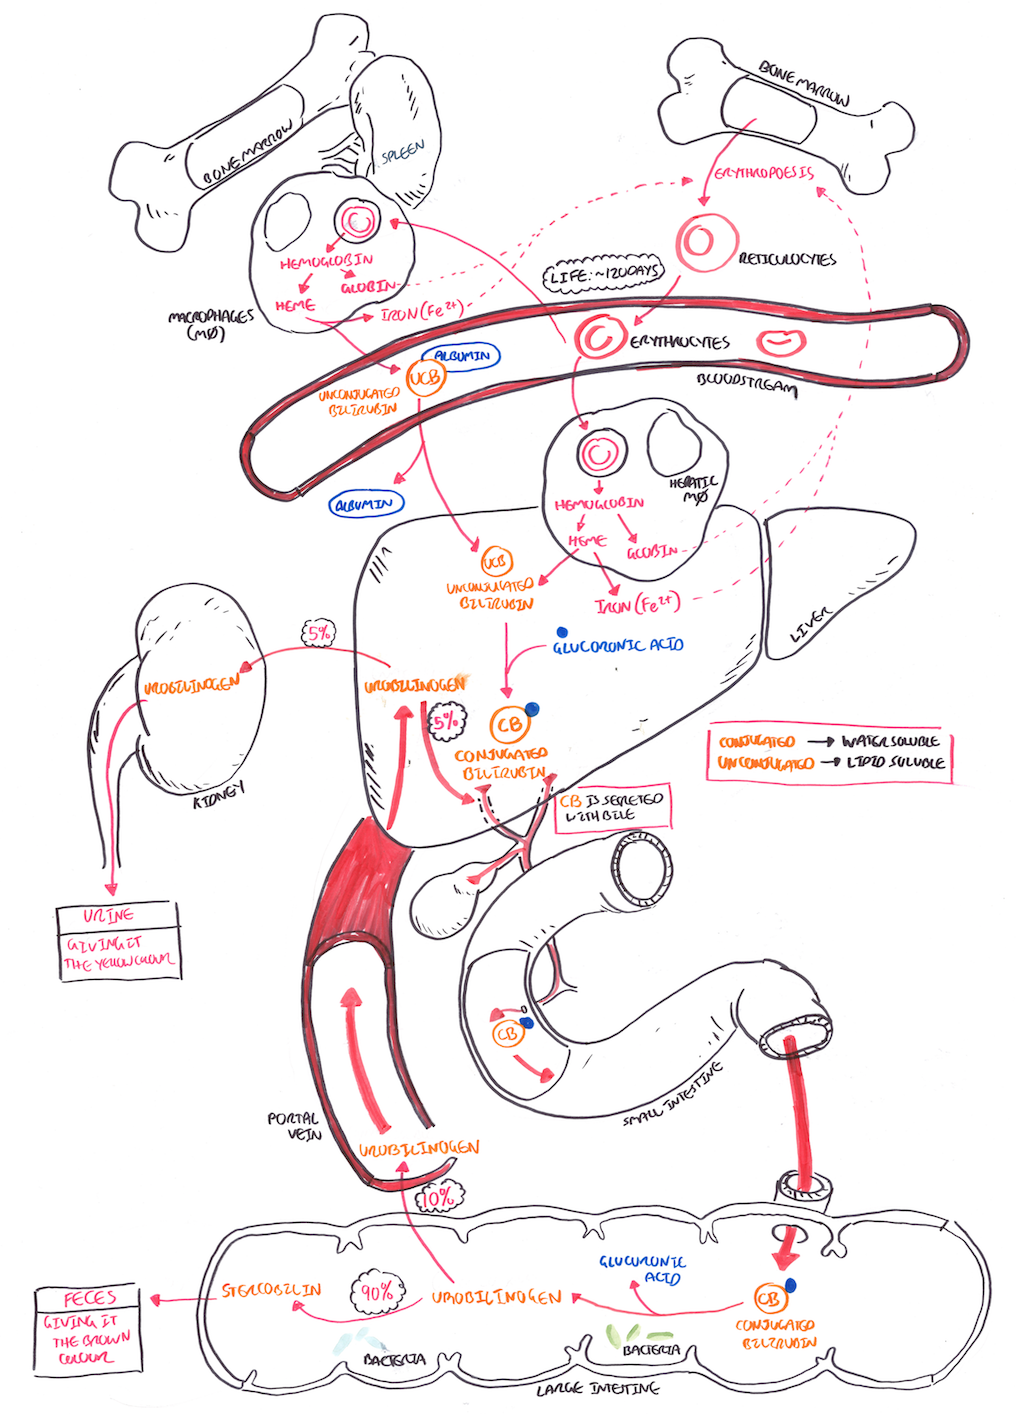 BONE MARROW
SPLEEN
BONE MARROW
ERYTHROPOESIS
RETICULOCYTES
LIFE: ~120DAYS
HEMOGLOBIN
GLOBIN
HEME
IRON (Fe²⁺)
MACROPHAGES
(MØ)
ERYTHROCYTES
BLOODSTREAM
ALBUMIN
UCB
UNCONJUGATED
BILIRUBIN
ALBUMIN
HEPATIC
MØ
HEMOGLOBIN
HEME
GLOBIN
IRON (Fe²⁺)
UCB
UNCONJUGATED
BILIRUBIN
GLUCORONIC ACID
LIVER
5%
UROBILINOGEN
UROBILINOGEN
5%
CB
CONJUGATED
BILIRUBIN
KIDNEY
CONJUGATED → WATER SOLUBLE
UNCONJUGATED → LIPID SOLUBLE
CB IS SECRETED
WITH BILE
URINE
GIVING IT
THE YELLOW COLOUR
CB
SMALL INTESTINE
PORTAL
VEIN
UROBILINOGEN
10%
GLUCURONIC
ACID
STERCOBILIN
90%
UROBILINOGEN
CB
CONJUGATED
BILIRUBIN
BACTERIA
BACTERIA
LARGE INTESTINE
FECES
GIVING IT
THE BROWN
COLOUR